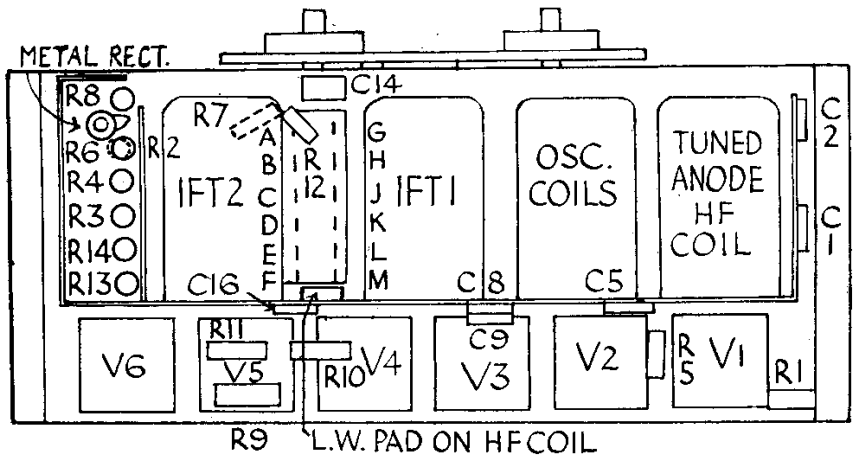 METAL RECT.
R8
R6
R2
R4
R3
R14
R13
R7
IFT2
A
B
C
D
E
F
R
12
C14
G
H
J
K
L
M
IFT1
OSC.
COILS
TUNED
ANODE
HF
COIL
C
2
C
1
C16
C8
C5
V6
R11
V5
R10
V4
C9
V3
V2
R
5
V1
R1
R9
L.W. PAD ON HF COIL